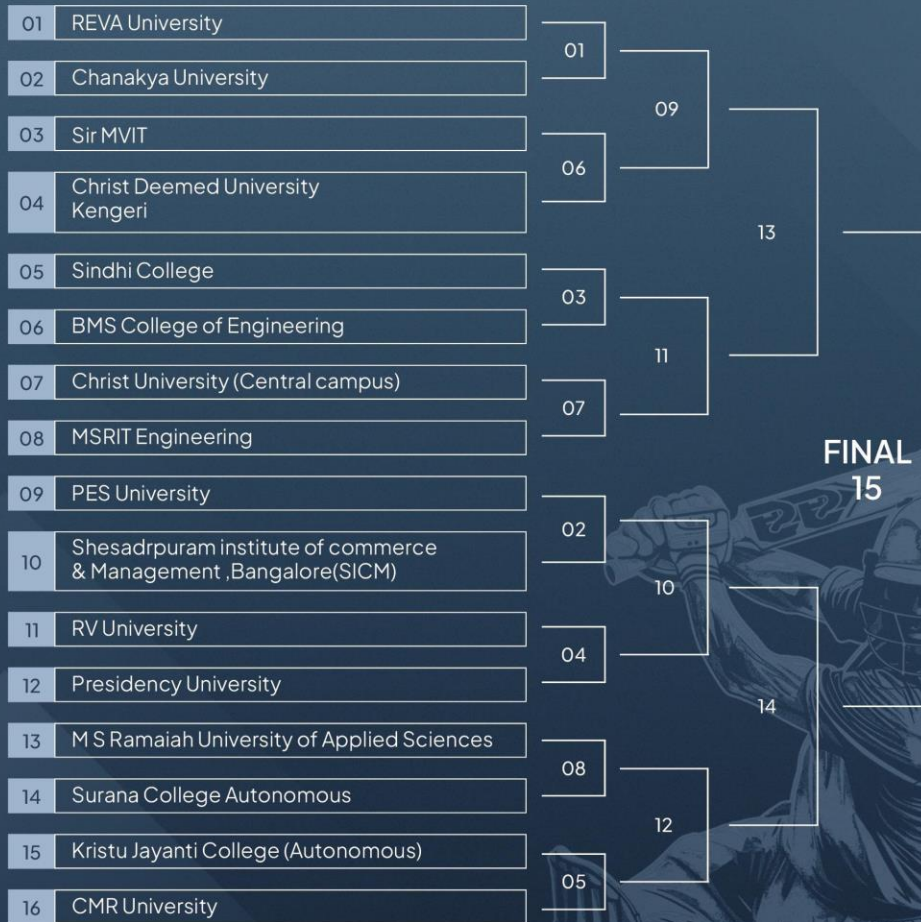 01 REVA University
02 Chanakya University
01
03 Sir MVIT
04 Christ Deemed University
Kengeri
06
09
05 Sindhi College
06 BMS College of Engineering
03
07 Christ University (Central campus)
08 MSRIT Engineering
07
11
13
09 PES University
10 Shesadrpuram institute of commerce
& Management ,Bangalore(SICM)
02
11 RV University
12 Presidency University
04
10
13 M S Ramaiah University of Applied Sciences
14 Surana College Autonomous
08
15 Kristu Jayanti College (Autonomous)
16 CMR University
05
12
14
FINAL
15